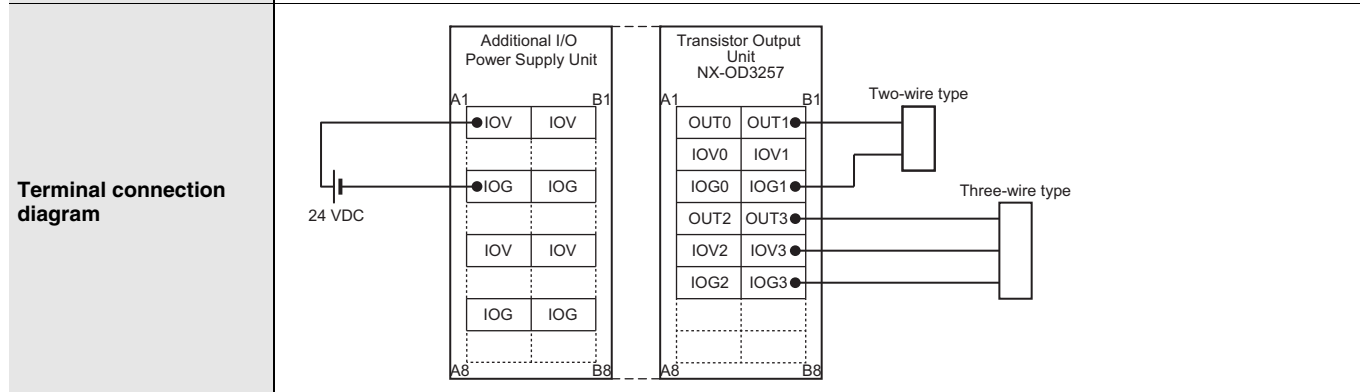 Terminal connection
diagram
Additional I/O
Power Supply Unit
A1 B1
IOV IOV
IOG IOG
IOV IOV
IOG IOG
A8 B8
24 VDC
Transistor Output
Unit
NX-OD3257
A1 B1
OUT0 OUT1
IOV0 IOV1
IOG0 IOG1
OUT2 OUT3
IOV2 IOV3
IOG2 IOG3
A8 B8
Two-wire type
Three-wire type